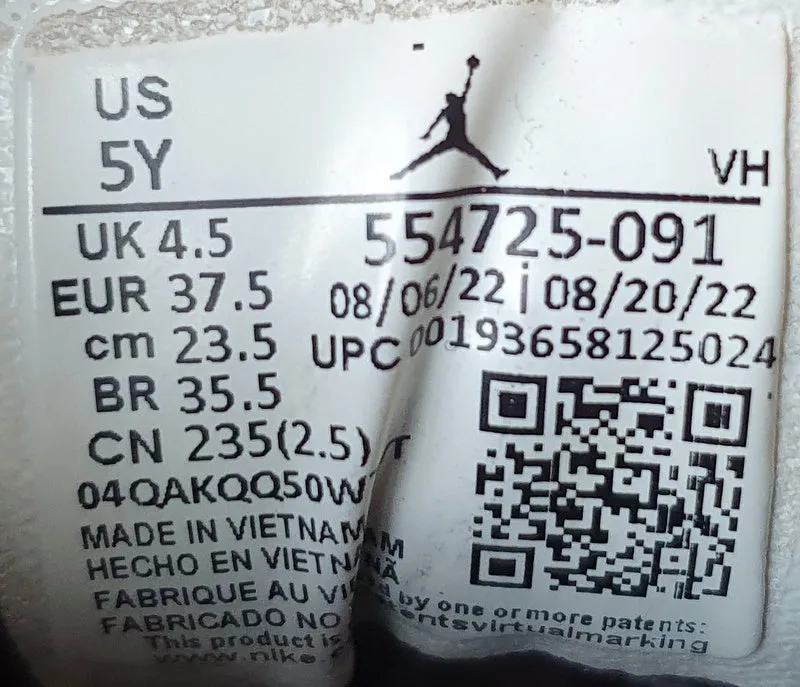 US
5Y
VH
UK 4.5
554725-091
EUR 37.5
08/06/22 | 08/20/22
cm 23.5
UPC 00193658125024
BR 35.5
CN 235(2.5)
04QAKQQ50W
MADE IN VIETNAM
HECHO EN VIETNAM
FABRIQUE AU
FABRICADO NO
This product is by one or more patents:
www.nike.